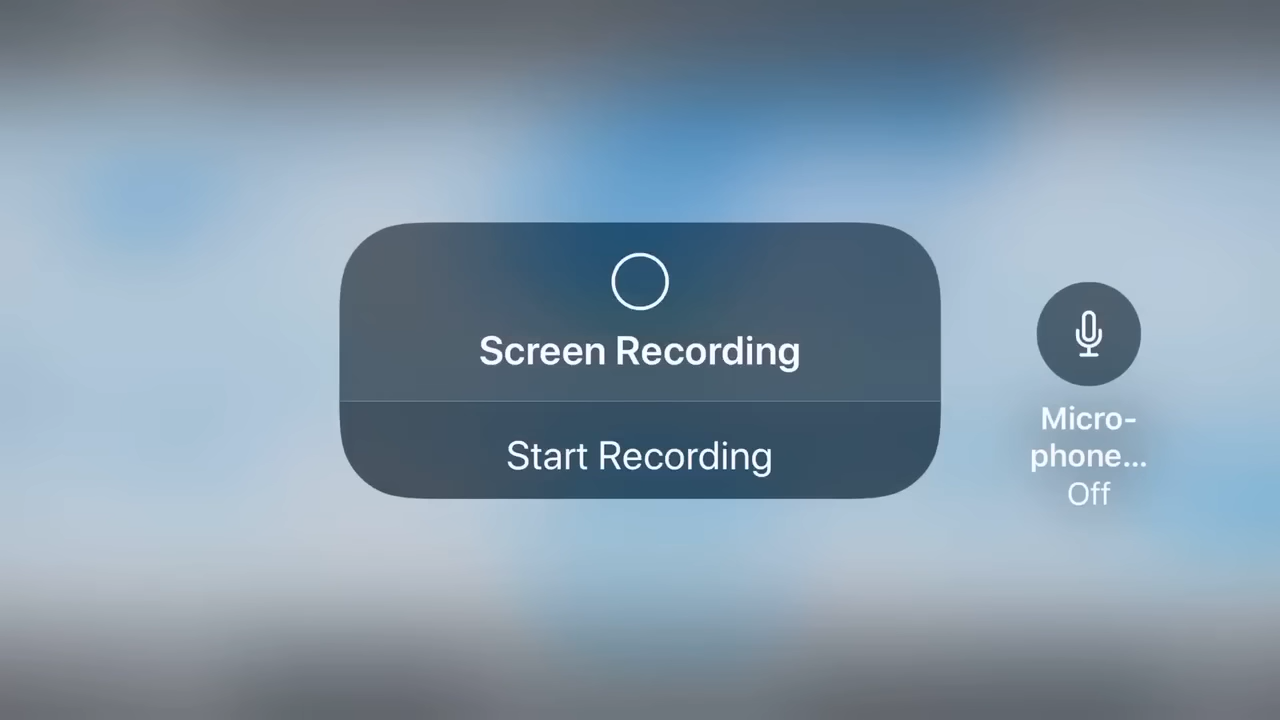 Screen Recording
Start Recording
Micro-
phone...
Off